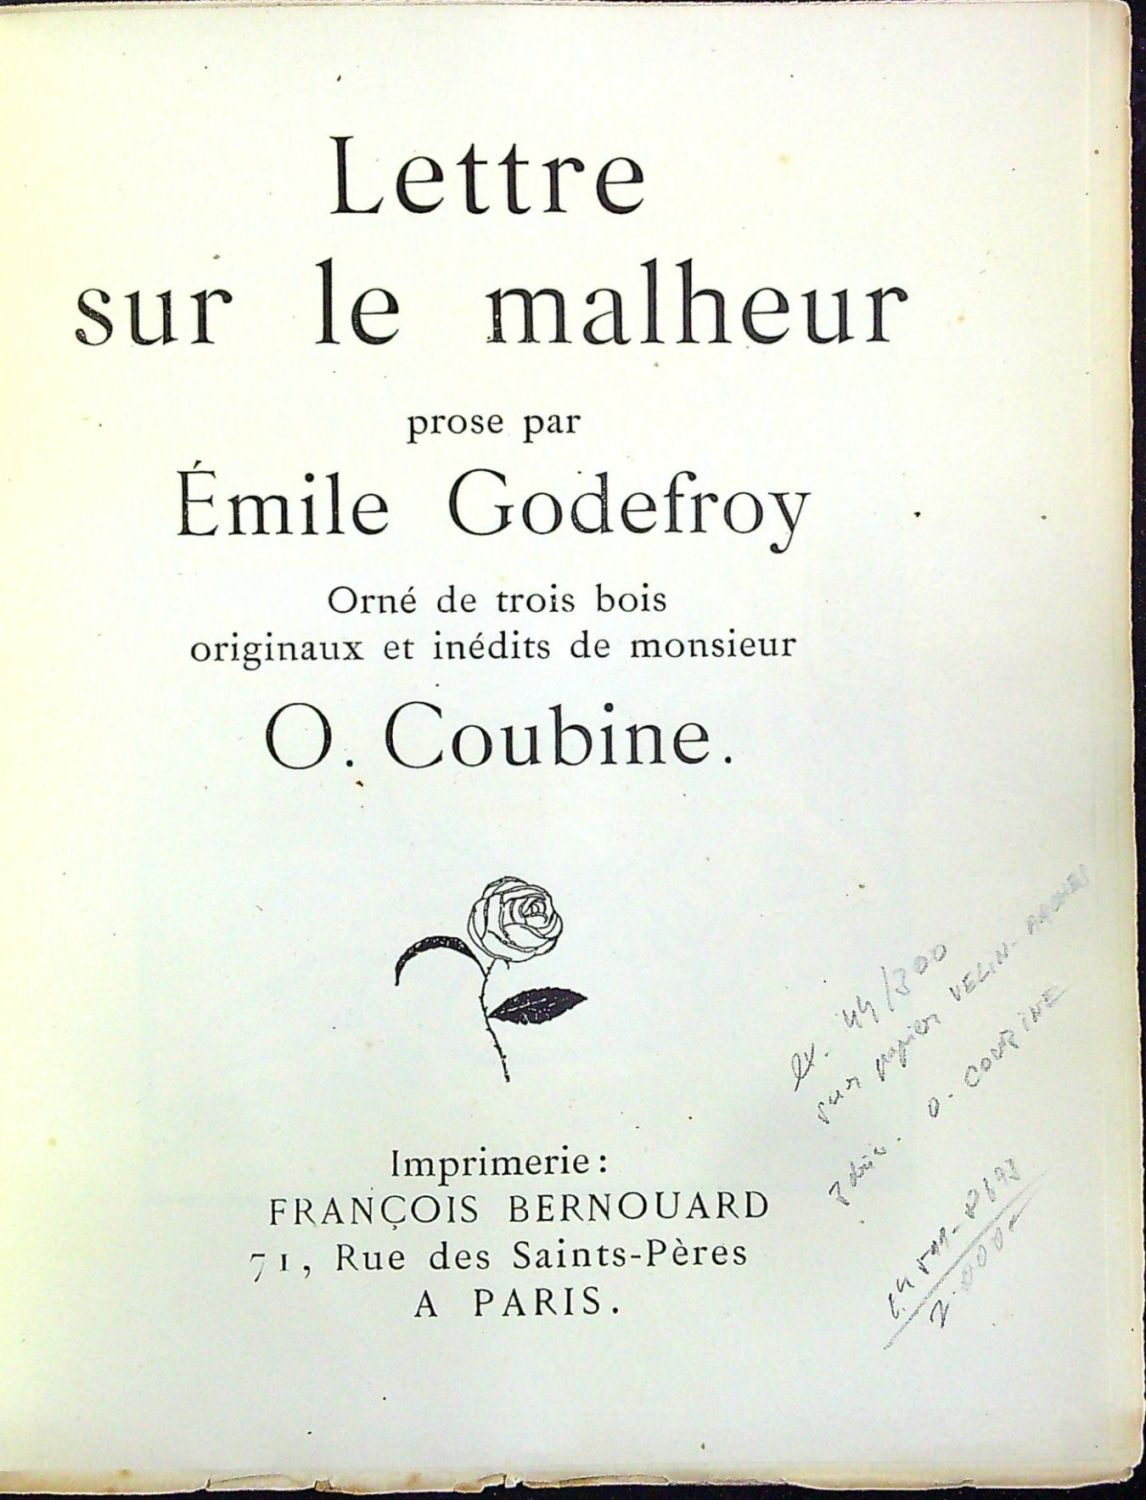 Lettre
sur le malheur
prose par
Émile Godefroy
Orné de trois bois
originaux et inédits de monsieur
O. Coubine.
ex. 44/300
sur papier VELIN-ARCHES
O. COUBINE
Imprimerie:
FRANÇOIS BERNOUARD
71, Rue des Saints-Pères
A PARIS.